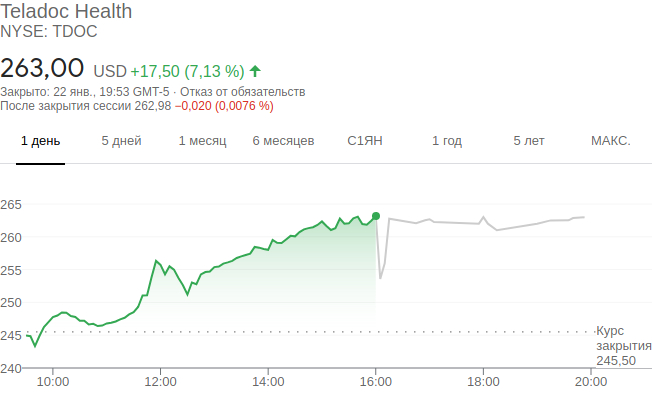 Teladoc Health
NYSE: TDOC
263,00 USD +17,50 (7,13 %)
Закрыто: 22 янв., 19:53 GMT-5 · Отказ от обязательств
После закрытия сессии 262,98 −0,020 (0,0076 %)
1 день 5 дней 1 месяц 6 месяцев С1ЯН 1 год 5 лет МАКС.
265
260
255
250
245
240
Курс
закрытия
245,50
10:00 12:00 14:00 16:00 18:00 20:00